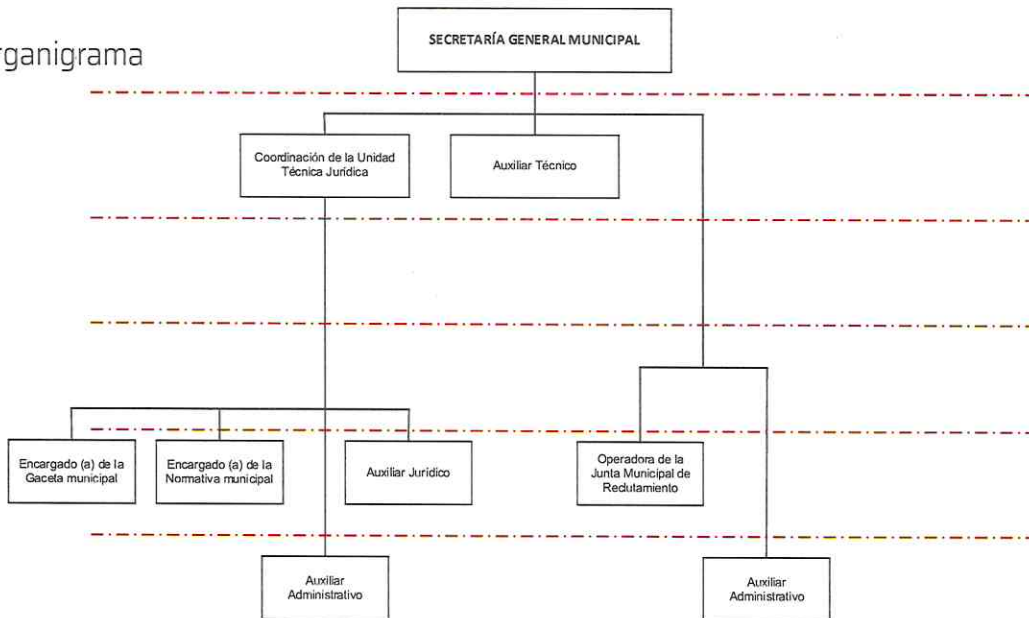 rganigrama
SECRETARÍA GENERAL MUNICIPAL
Coordinación de la Unidad
Técnica Jurídica
Auxiliar Técnico
Encargado (a) de la
Gaceta municipal
Encargado (a) de la
Normativa municipal
Auxiliar Jurídico
Operadora de la
Junta Municipal de
Reclutamiento
Auxiliar
Administrativo
Auxiliar
Administrativo